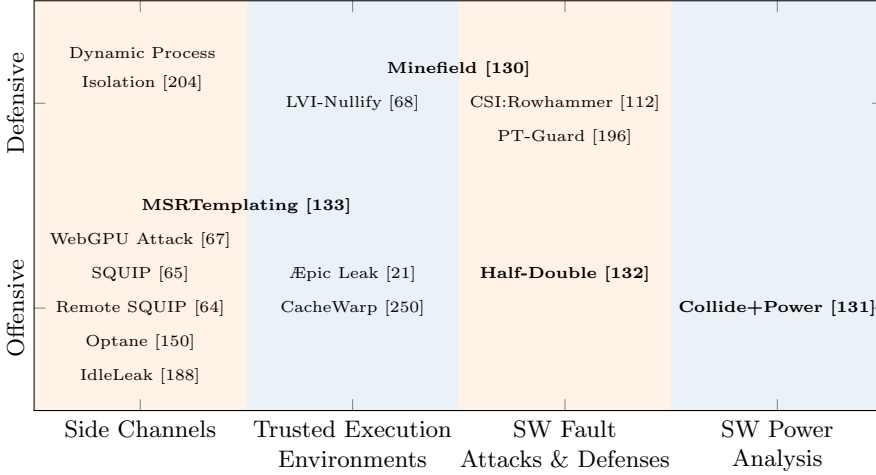 Defensive
Dynamic Process
Isolation [204]
Minefield [130]
LVI-Nullify [68]
CSI:Rowhammer [112]
PT-Guard [196]
Offensive
MSRTemplating [133]
WebGPU Attack [67]
SQUIP [65]
Æpic Leak [21]
Half-Double [132]
Remote SQUIP [64]
CacheWarp [250]
Collide+Power [131]
Optane [150]
IdleLeak [188]
Side Channels
Trusted Execution
Environments
SW Fault
Attacks & Defenses
SW Power
Analysis